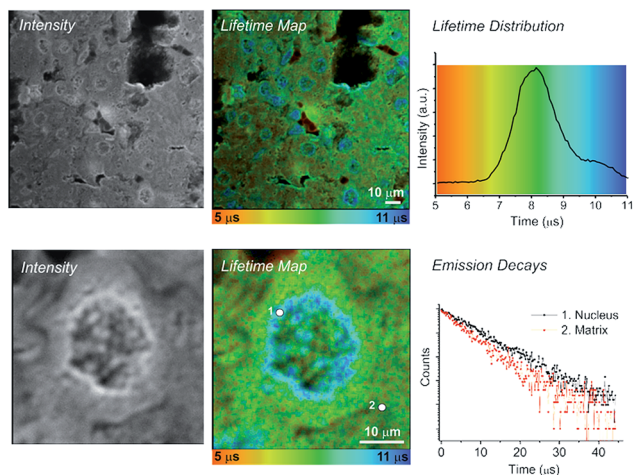 Intensity
Lifetime Map
10 μm
5 μs
11 μs
Lifetime Distribution
Intensity (a.u.)
5 6 7 8 9 10 11
Time (μs)
Intensity
Lifetime Map
1
2
10 μm
5 μs
11 μs
Emission Decays
1. Nucleus
2. Matrix
Counts
0 20 40
Time (μs)